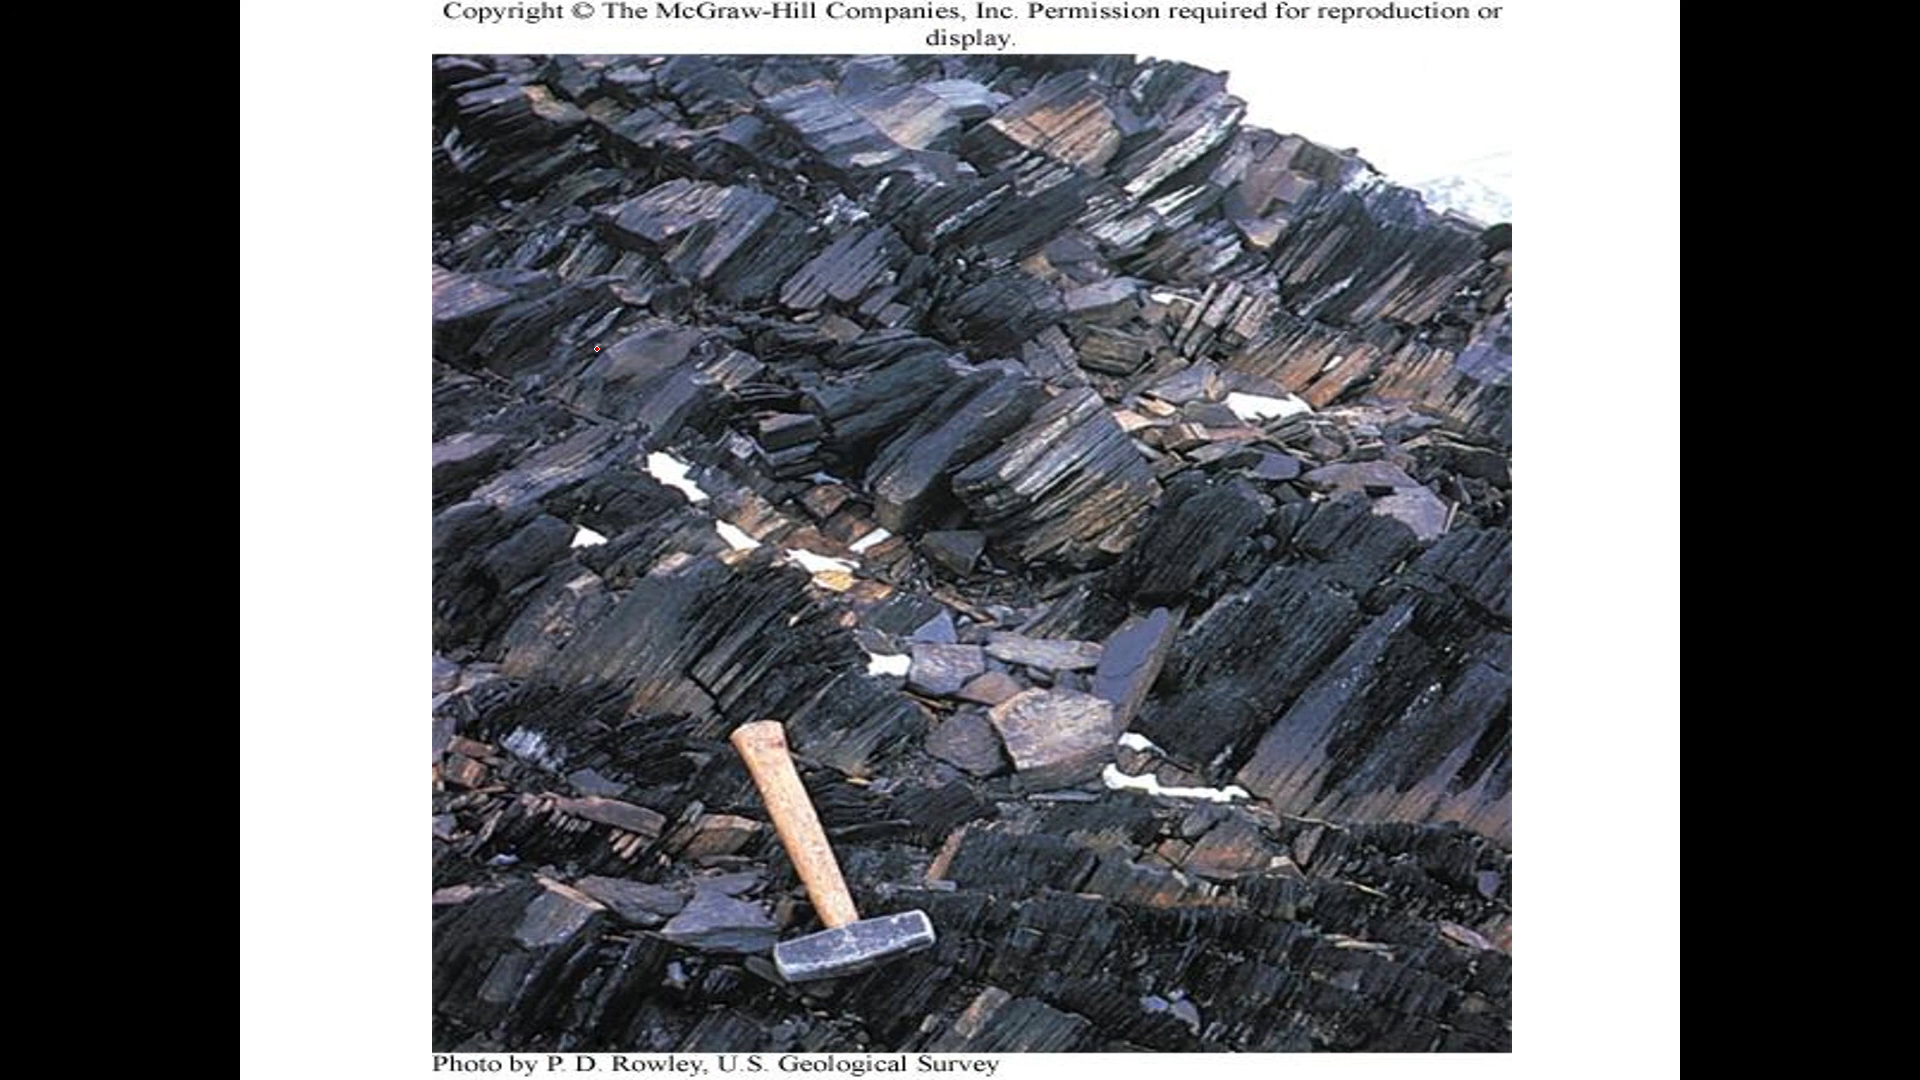 Copyright © The McGraw-Hill Companies, Inc. Permission required for reproduction or
display.
Photo by P. D. Rowley, U.S. Geological Survey